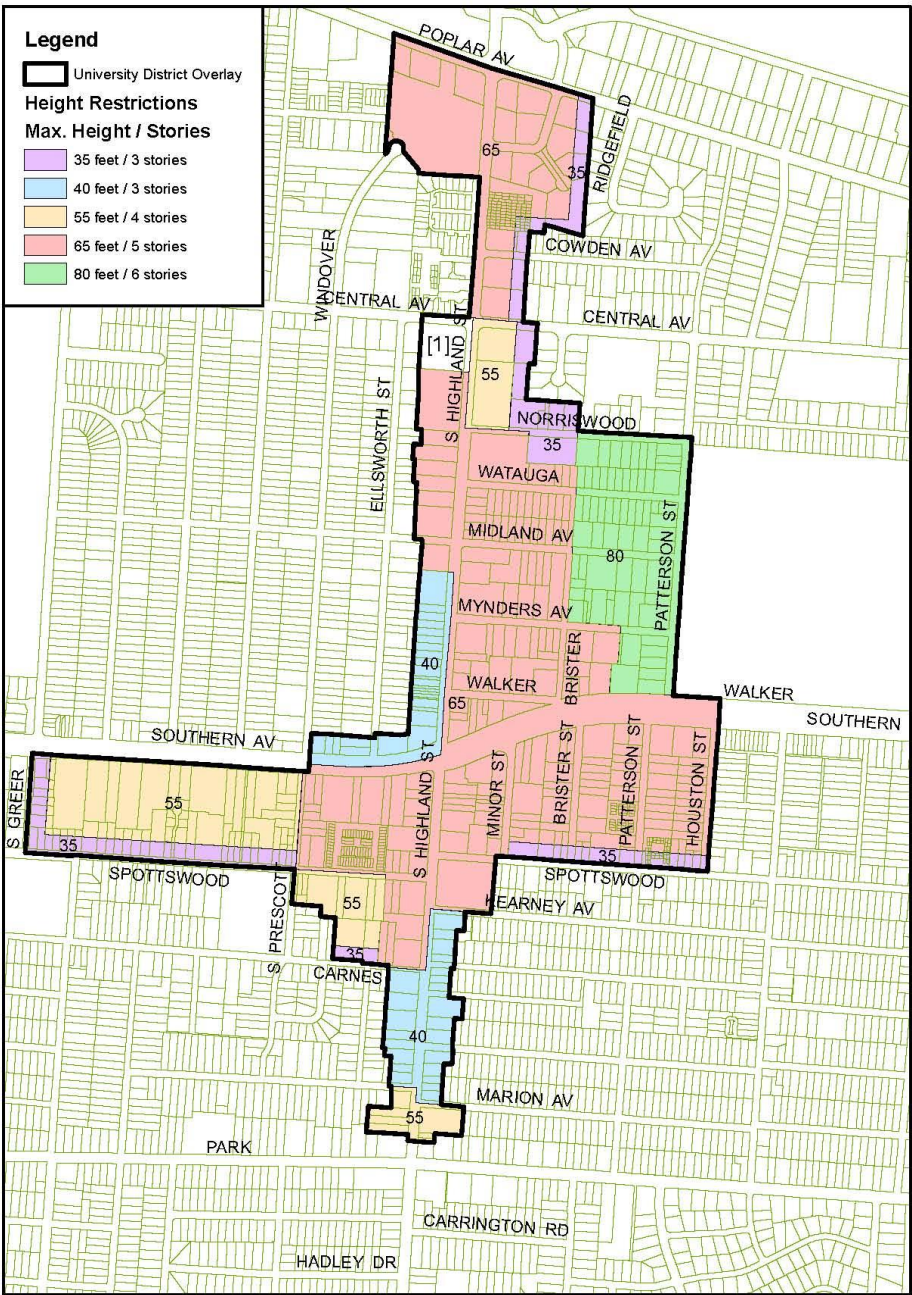 Legend
University District Overlay
Height Restrictions
Max. Height / Stories
35 feet / 3 stories
40 feet / 3 stories
55 feet / 4 stories
65 feet / 5 stories
80 feet / 6 stories
POPLAR AV
RIDGEFIELD
65
35
WINDOVER
COWDEN AV
CENTRAL AV
CENTRAL AV
[1]
S HIGHLAND ST
55
ELLSWORTH ST
NORRISWOOD
35
WATAUGA
MIDLAND AV
80
PATTERSON ST
MYNDERS AV
BRISTER
40
WALKER
65
WALKER
SOUTHERN
SOUTHERN AV
S GREER
55
S HIGHLAND ST
MINOR ST
BRISTER ST
PATTERSON ST
HOUSTON ST
35
35
SPOTTSWOOD
SPOTTSWOOD
S PRESCOTT
55
KEARNEY AV
35
CARNES
40
MARION AV
55
PARK
CARRINGTON RD
HADLEY DR